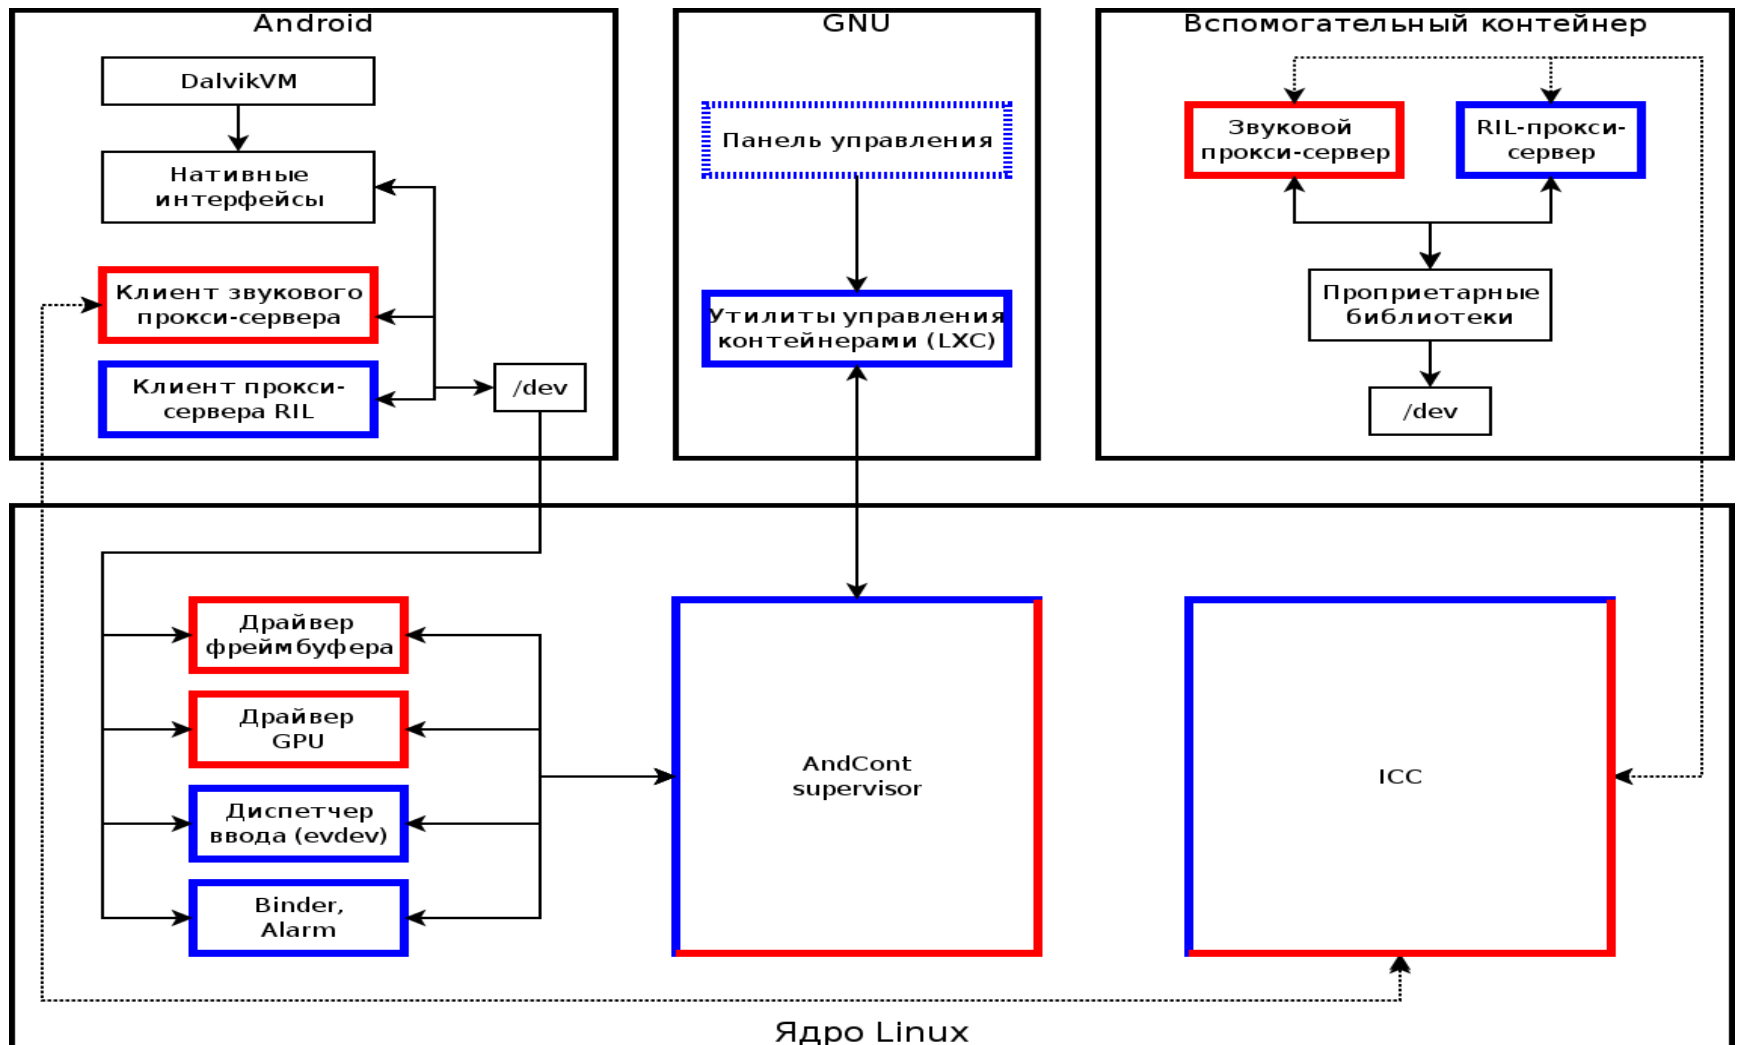 Android
DalvikVM
Нативные
интерфейсы
Клиент звукового
прокси-сервера
Клиент прокси-
сервера RIL
/dev
GNU
Панель управления
Утилиты управления
контейнерами (LXC)
Вспомогательный контейнер
Звуковой
прокси-сервер
RIL-прокси-
сервер
Проприетарные
библиотеки
/dev
Драйвер
фреймбуфера
Драйвер
GPU
Диспетчер
ввода (evdev)
Binder,
Alarm
AndCont
supervisor
ICC
Ядро Linux